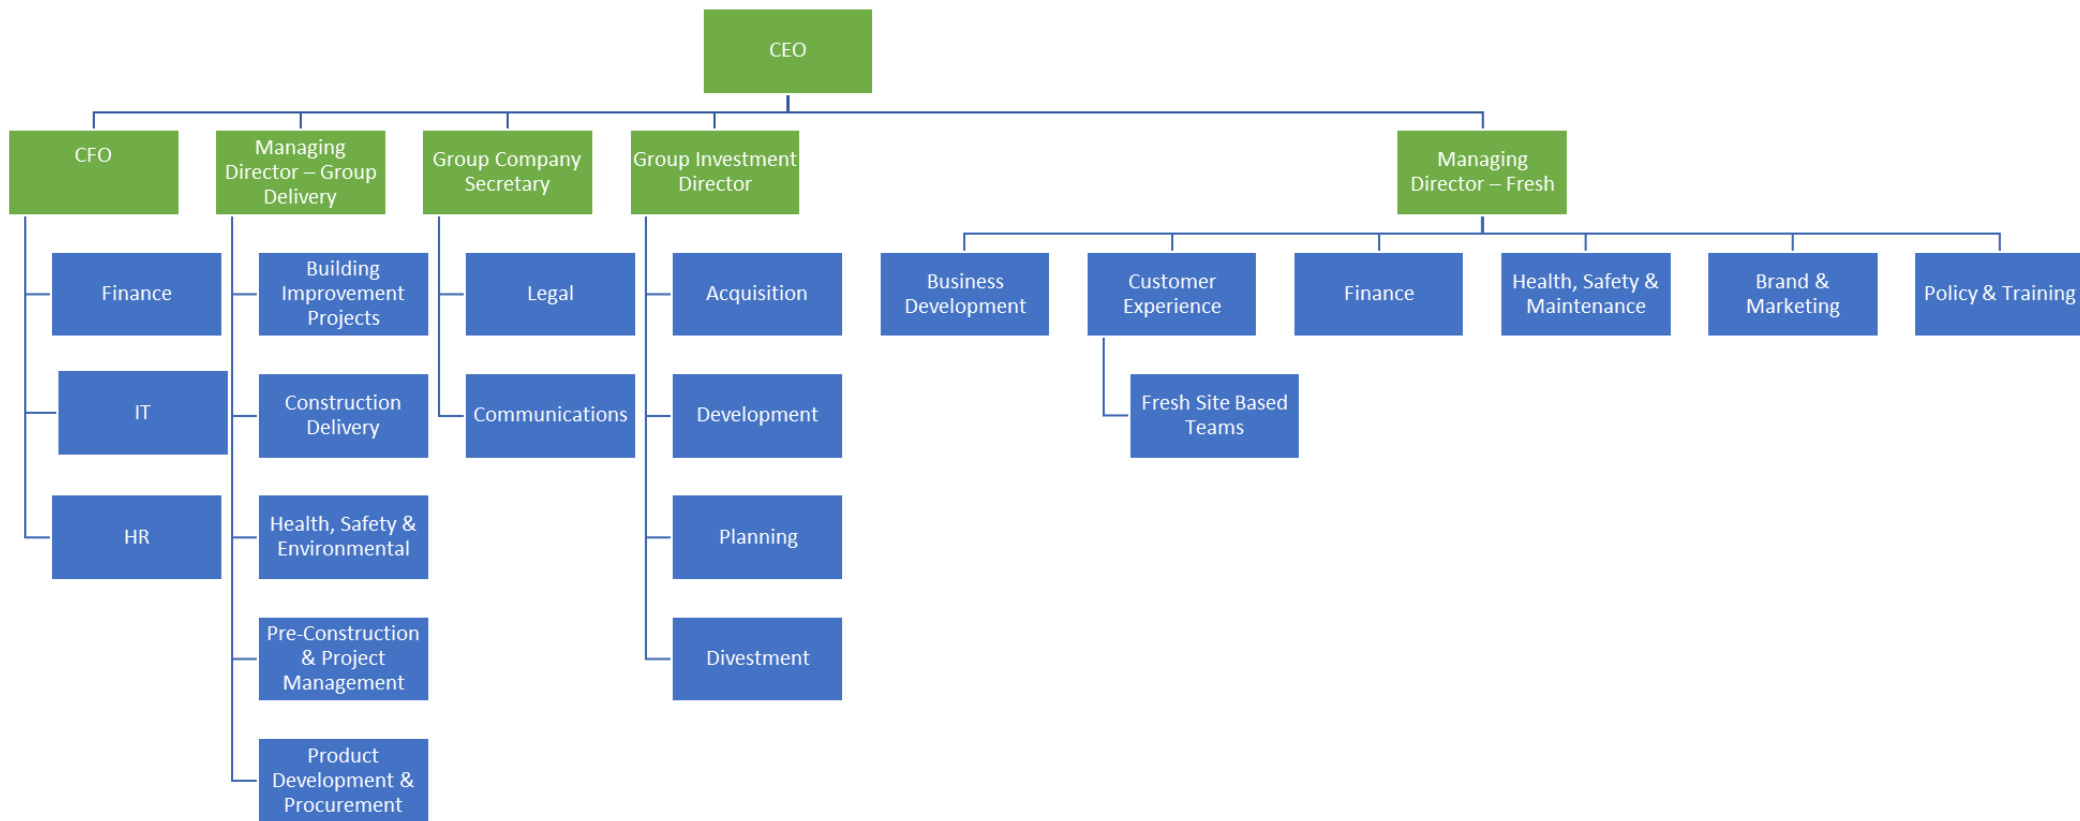 CEO
CFO
Managing
Director – Group
Delivery
Group Company
Secretary
Group Investment
Director
Managing
Director – Fresh
Finance
IT
HR
Building
Improvement
Projects
Construction
Delivery
Health, Safety &
Environmental
Pre-Construction
& Project
Management
Product
Development &
Procurement
Legal
Communications
Acquisition
Development
Planning
Divestment
Business
Development
Customer
Experience
Fresh Site Based
Teams
Finance
Health, Safety &
Maintenance
Brand &
Marketing
Policy & Training